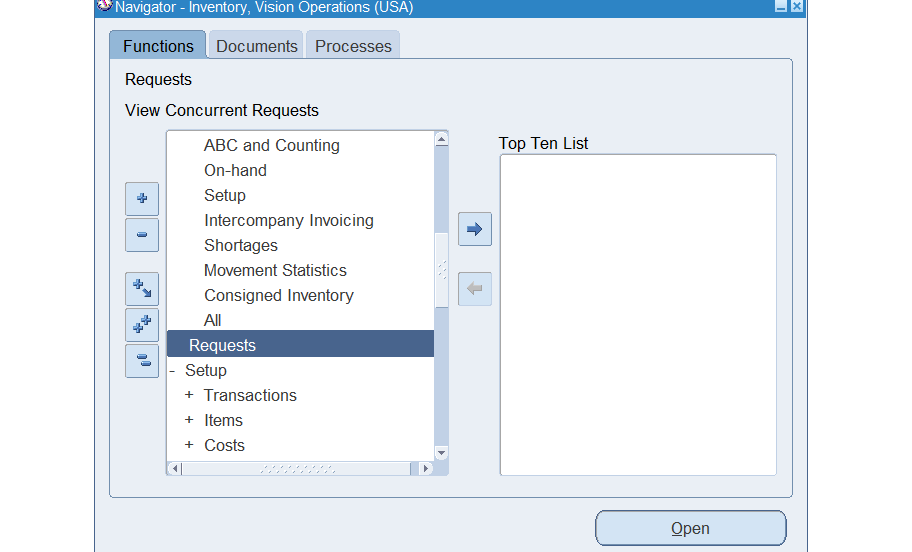 Navigator - Inventory, Vision Operations (USA)
Functions Documents Processes
Requests
View Concurrent Requests
Top Ten List
ABC and Counting
On-hand
Setup
Intercompany Invoicing
Shortages
Movement Statistics
Consigned Inventory
All
Requests
- Setup
+ Transactions
+ Items
+ Costs
Open